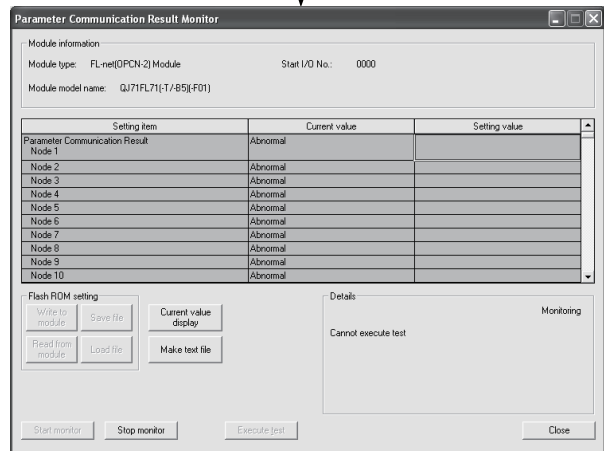 Parameter Communication Result Monitor
Module information
Module type: FL-net(OPCN-2) Module Start I/O No.: 0000
Module model name: QJ71FL71(-T/-B5)(-F01)
Setting item Current value Setting value
Parameter Communication Result Abnormal
Node 1
Node 2 Abnormal
Node 3 Abnormal
Node 4 Abnormal
Node 5 Abnormal
Node 6 Abnormal
Node 7 Abnormal
Node 8 Abnormal
Node 9 Abnormal
Node 10 Abnormal
Flash ROM setting
Write to
module
Save file
Current value
display
Read from
module
Load file
Make text file
Details
Monitoring
Cannot execute test
Start monitor Stop monitor Execute test Close